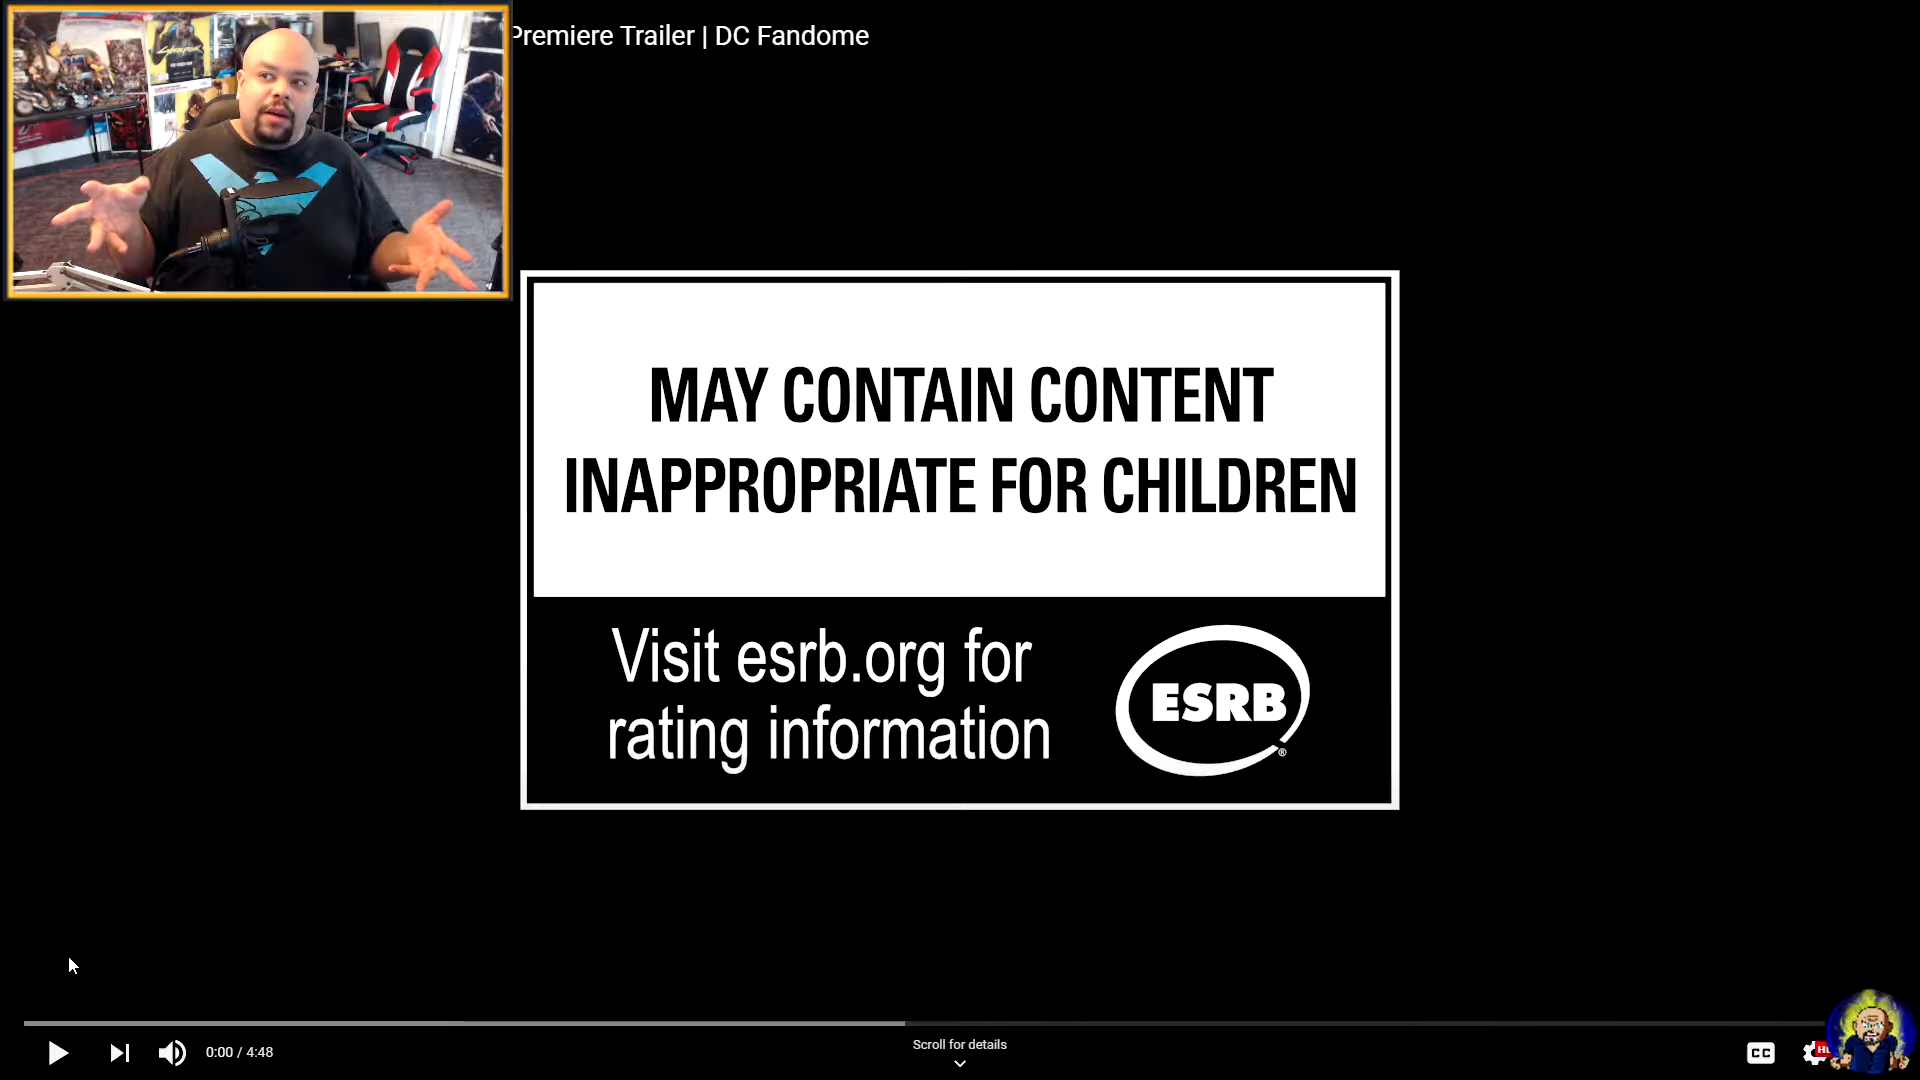 Premiere Trailer | DC Fandome
MAY CONTAIN CONTENT
INAPPROPRIATE FOR CHILDREN
Visit esrb.org for
rating information
ESRB
®
0:00 / 4:48
Scroll for details
CC